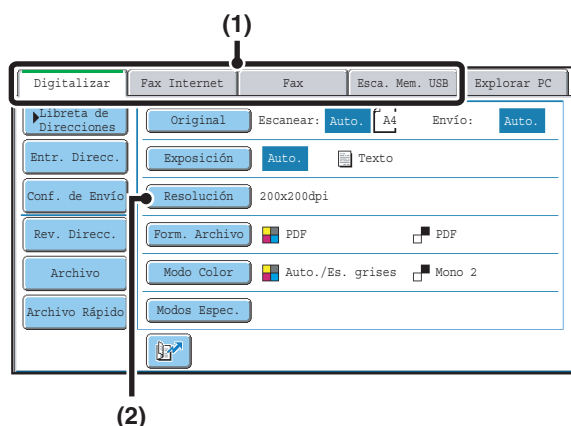 (1)
Digitalizar Fax Internet Fax Esca. Mem. USB Explorar PC
Libreta de
Direcciones
Original Escanear: Auto. A4 Envío: Auto.
Entr. Direcc. Exposición Auto. Texto
Conf. de Envío Resolución 200x200dpi
Rev. Direcc. Form. Archivo PDF PDF
Archivo Modo Color Auto./Es. grises Mono 2
Archivo Rápido Modos Espec.
(2)